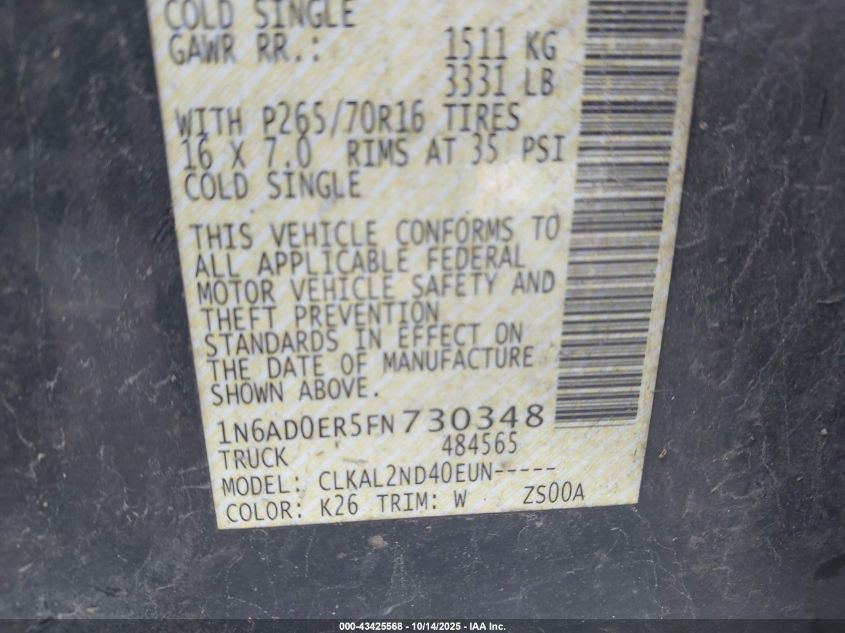 COLD SINGLE
GAWR RR.: 1511 KG
3331 LB
WITH P265/70R16 TIRES
16 X 7.0 RIMS AT 35 PSI
COLD SINGLE
THIS VEHICLE CONFORMS TO
ALL APPLICABLE FEDERAL
MOTOR VEHICLE SAFETY AND
THEFT PREVENTION
STANDARDS IN EFFECT ON
THE DATE OF MANUFACTURE
SHOWN ABOVE.
1N6AD0ER5FN730348
TRUCK 484565
MODEL: CLKAL2ND40EUN-----
COLOR: K26 TRIM: W ZS00A
000-43425568 - 10/14/2025 - IAA Inc.